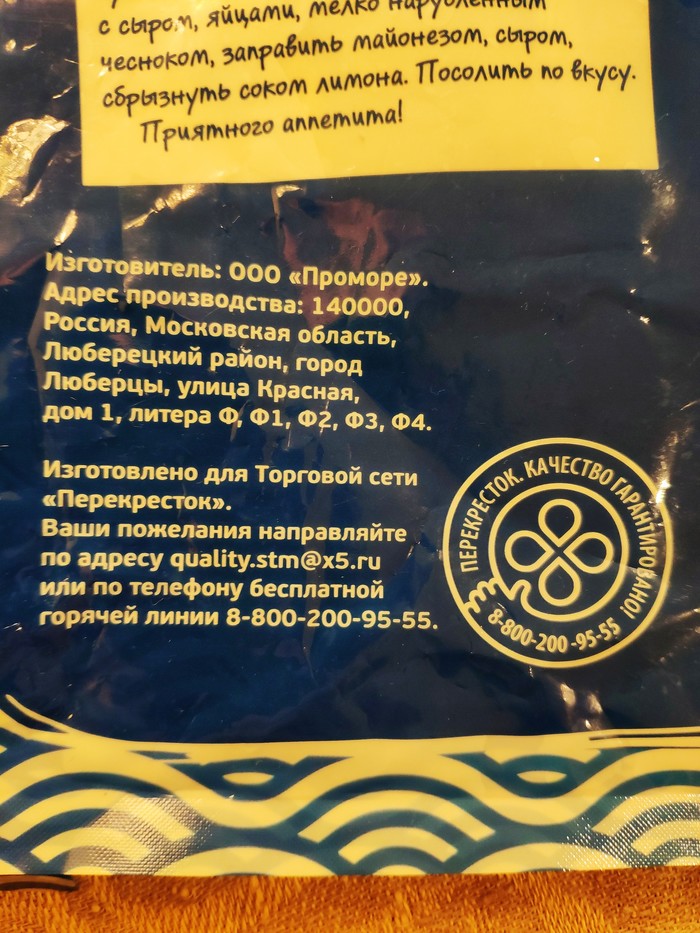 с сыром, яйцами, мелко нарубленным
чесноком, заправить майонезом, сыром,
сбрызнуть соком лимона. Посолить по вкусу.
Приятного аппетита!
Изготовитель: ООО «Проморе».
Адрес производства: 140000,
Россия, Московская область,
Люберецкий район, город
Люберцы, улица Красная,
дом 1, литера Ф, Ф1, Ф2, Ф3, Ф4.
Изготовлено для Торговой сети
«Перекресток».
Ваши пожелания направляйте
по адресу quality.stm@x5.ru
или по телефону бесплатной
горячей линии 8-800-200-95-55.
ПЕРЕКРЕСТОК. КАЧЕСТВО ГАРАНТИРОВАНО!
8-800-200-95-55